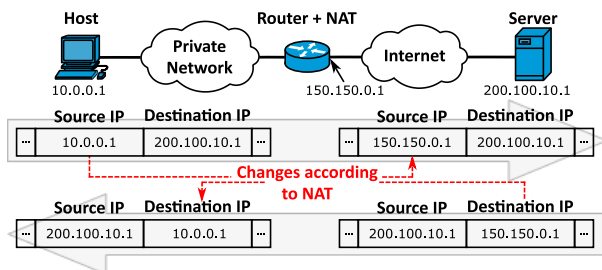 Host
Router + NAT
Server
Private
Network
Internet
10.0.0.1
150.150.0.1
200.100.10.1
Source IP Destination IP
Source IP Destination IP
... 10.0.0.1 200.100.10.1 ...
... 150.150.0.1 200.100.10.1 ...
Changes according
to NAT
Source IP Destination IP
Source IP Destination IP
... 200.100.10.1 10.0.0.1 ...
... 200.100.10.1 150.150.0.1 ...